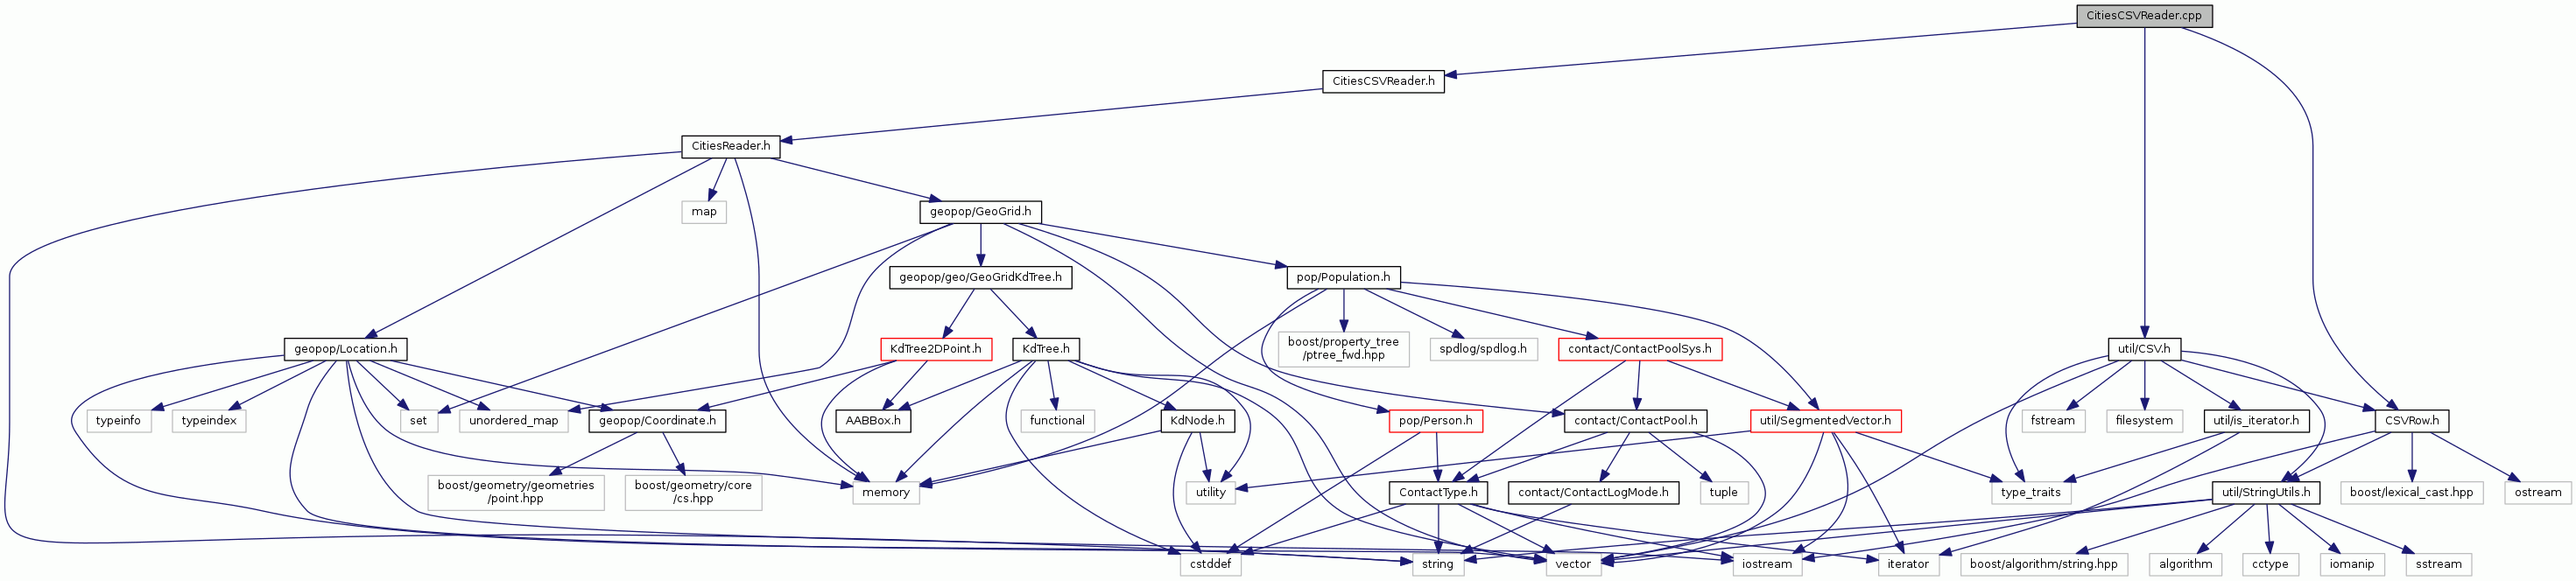 CitiesCSVReader.cpp
CitiesCSVReader.h
CitiesReader.h
map
geopop/GeoGrid.h
geopop/geo/GeoGridKdTree.h
pop/Population.h
geopop/Location.h
KdTree2DPoint.h
KdTree.h
boost/property_tree
/ptree_fwd.hpp
spdlog/spdlog.h
contact/ContactPoolSys.h
util/CSV.h
typeinfo
typeindex
set
unordered_map
geopop/Coordinate.h
AABBox.h
functional
KdNode.h
pop/Person.h
contact/ContactPool.h
util/SegmentedVector.h
fstream
filesystem
util/is_iterator.h
CSVRow.h
boost/geometry/geometries
/point.hpp
boost/geometry/core
/cs.hpp
memory
utility
ContactType.h
contact/ContactLogMode.h
tuple
type_traits
util/StringUtils.h
boost/lexical_cast.hpp
ostream
cstddef
string
vector
iostream
iterator
boost/algorithm/string.hpp
algorithm
cctype
iomanip
sstream